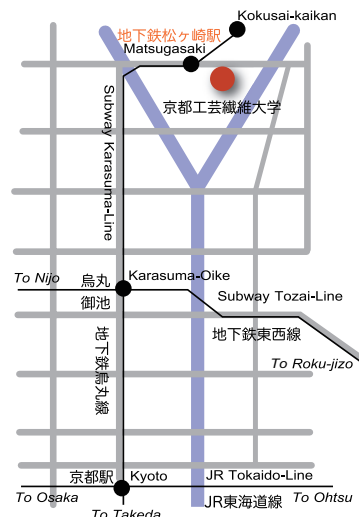 Kokusai-kaikan
地下鉄松ヶ崎駅
Matsugasaki
京都工芸繊維大学
Subway Karasuma-Line
To Nijo
烏丸
Karasuma-Oike
御池
Subway Tozai-Line
地下鉄東西線
地下鉄烏丸線
To Roku-jizo
京都駅
Kyoto
JR Tokaido-Line
To Osaka
JR東海道線
To Ohtsu
To Takeda